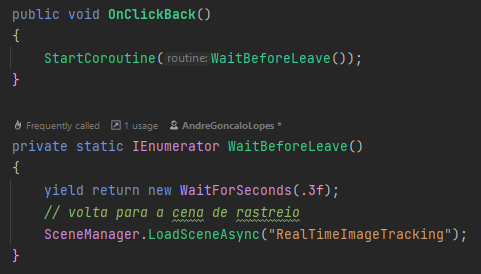 public void OnClickBack()
{
StartCoroutine(routine:WaitBeforeLeave());
}
Frequently called 1 usage AndreGoncaloLopes *
private static IEnumerator WaitBeforeLeave()
{
yield return new WaitForSeconds(.3f);
// volta para a cena de rastreio
SceneManager.LoadSceneAsync("RealTimeImageTracking");
}